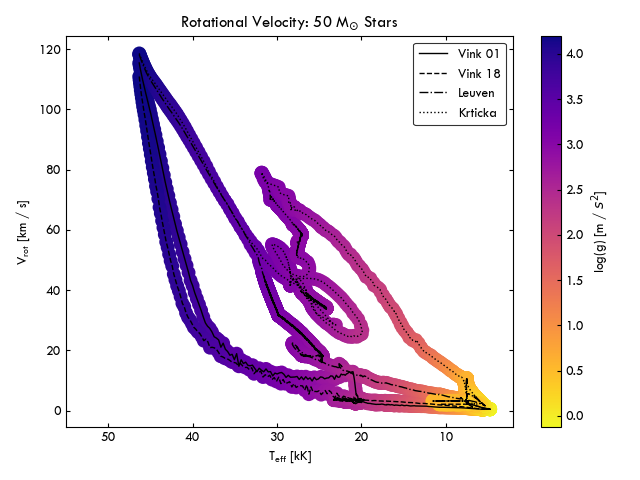 Rotational Velocity: 50 M⊙ Stars
Vink 01
Vink 18
Leuven
Krticka
120
100
80
60
40
20
0
V_rot [km / s]
50
40
30
20
10
T_eff [kK]
4.0
3.5
3.0
2.5
2.0
1.5
1.0
0.5
0.0
log(g) [m / s²]